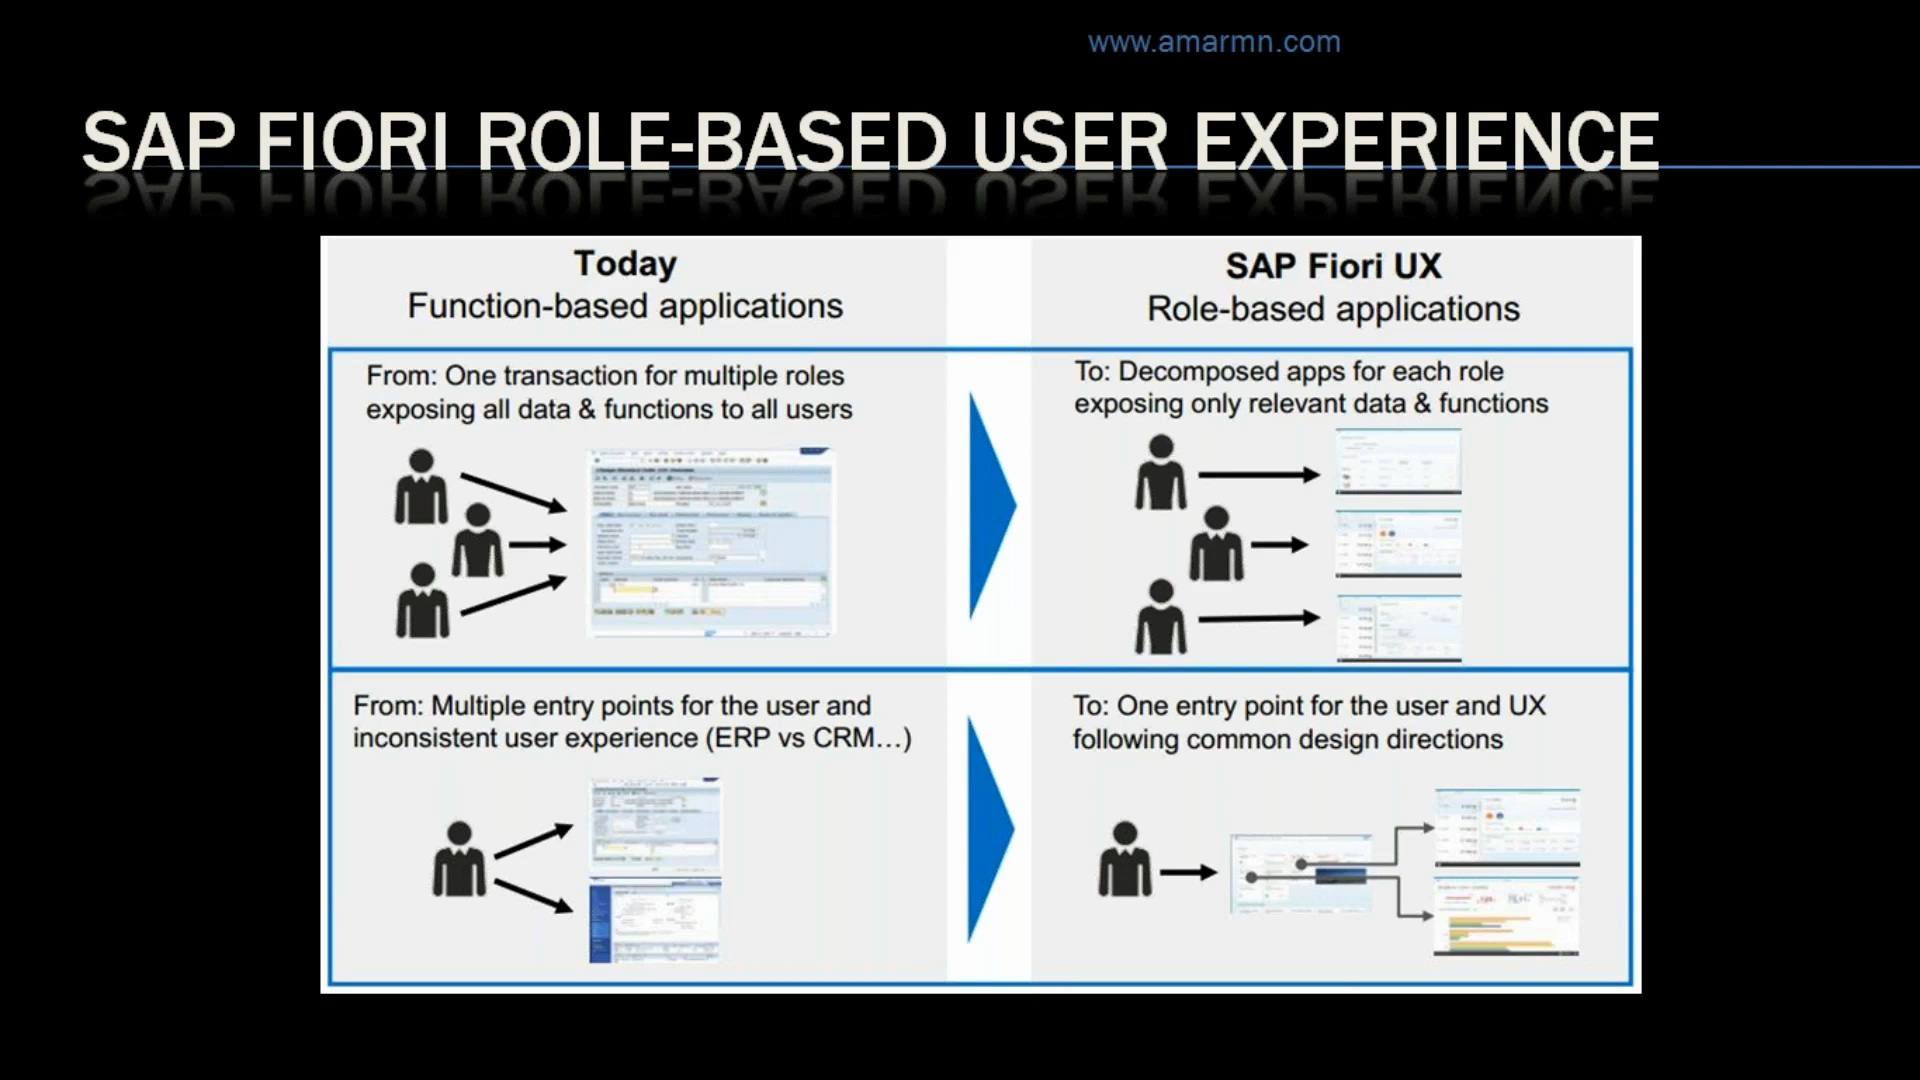 www.amarmn.com
SAP FIORI ROLE-BASED USER EXPERIENCE
Today
Function-based applications
SAP Fiori UX
Role-based applications
From: One transaction for multiple roles
exposing all data & functions to all users
To: Decomposed apps for each role
exposing only relevant data & functions
From: Multiple entry points for the user and
inconsistent user experience (ERP vs CRM…)
To: One entry point for the user and UX
following common design directions